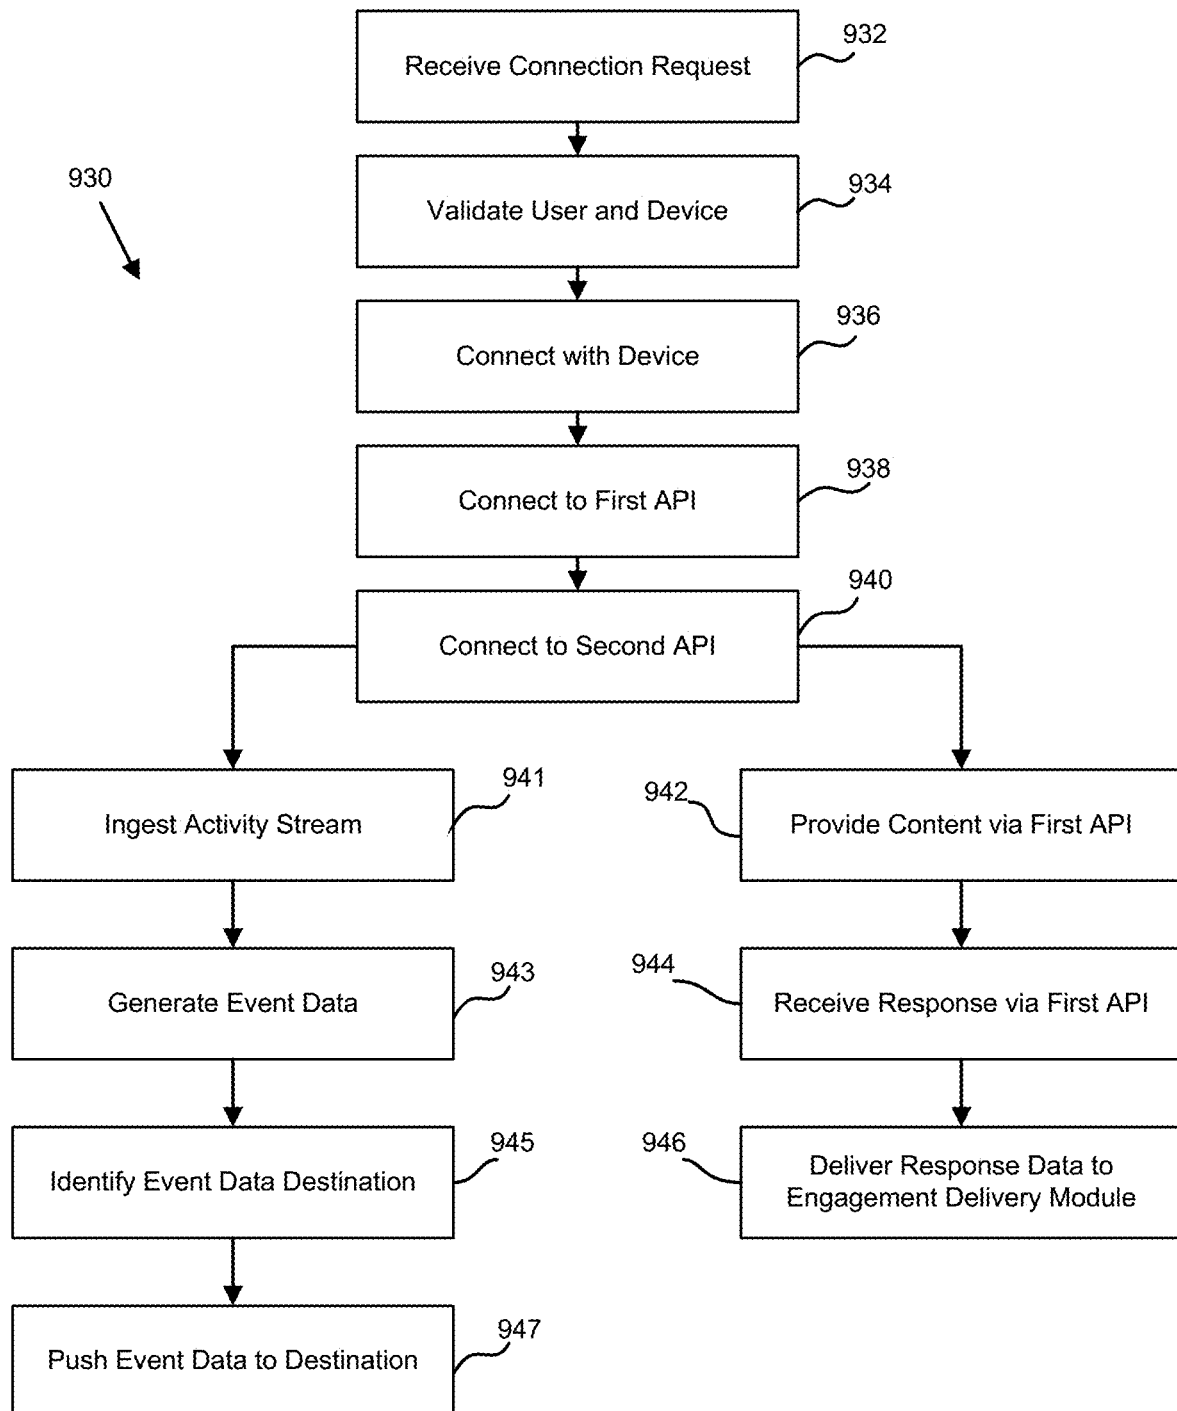 Receive Connection Request
932
930
Validate User and Device
934
Connect with Device
936
Connect to First API
938
Connect to Second API
940
Ingest Activity Stream
941
942
Provide Content via First API
Generate Event Data
943
944
Receive Response via First API
Identify Event Data Destination
945
946
Deliver Response Data to
Engagement Delivery Module
Push Event Data to Destination
947